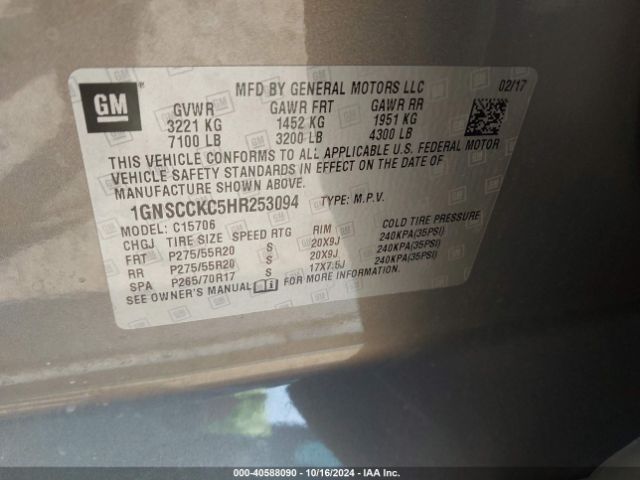 GM
MFD BY GENERAL MOTORS LLC 02/17
GVWR GAWR FRT GAWR RR
3221 KG 1452 KG 1951 KG
7100 LB 3200 LB 4300 LB
THIS VEHICLE CONFORMS TO ALL APPLICABLE U.S. FEDERAL MOTOR
VEHICLE SAFETY STANDARDS IN EFFECT ON THE DATE OF
MANUFACTURE SHOWN ABOVE.
1GNSCCKC5HR253094 TYPE: M.P.V.
MODEL: C15706
CHGJ TIRE SIZE SPEED RTG RIM COLD TIRE PRESSURE
FRT P275/55R20 S 20X9J 240KPA(35PSI)
RR P275/55R20 S 20X9J 240KPA(35PSI)
SPA P265/70R17 S 17X7.5J 240KPA(35PSI)
SEE OWNER'S MANUAL FOR MORE INFORMATION.
000-40588090 - 10/16/2024 - IAA Inc.